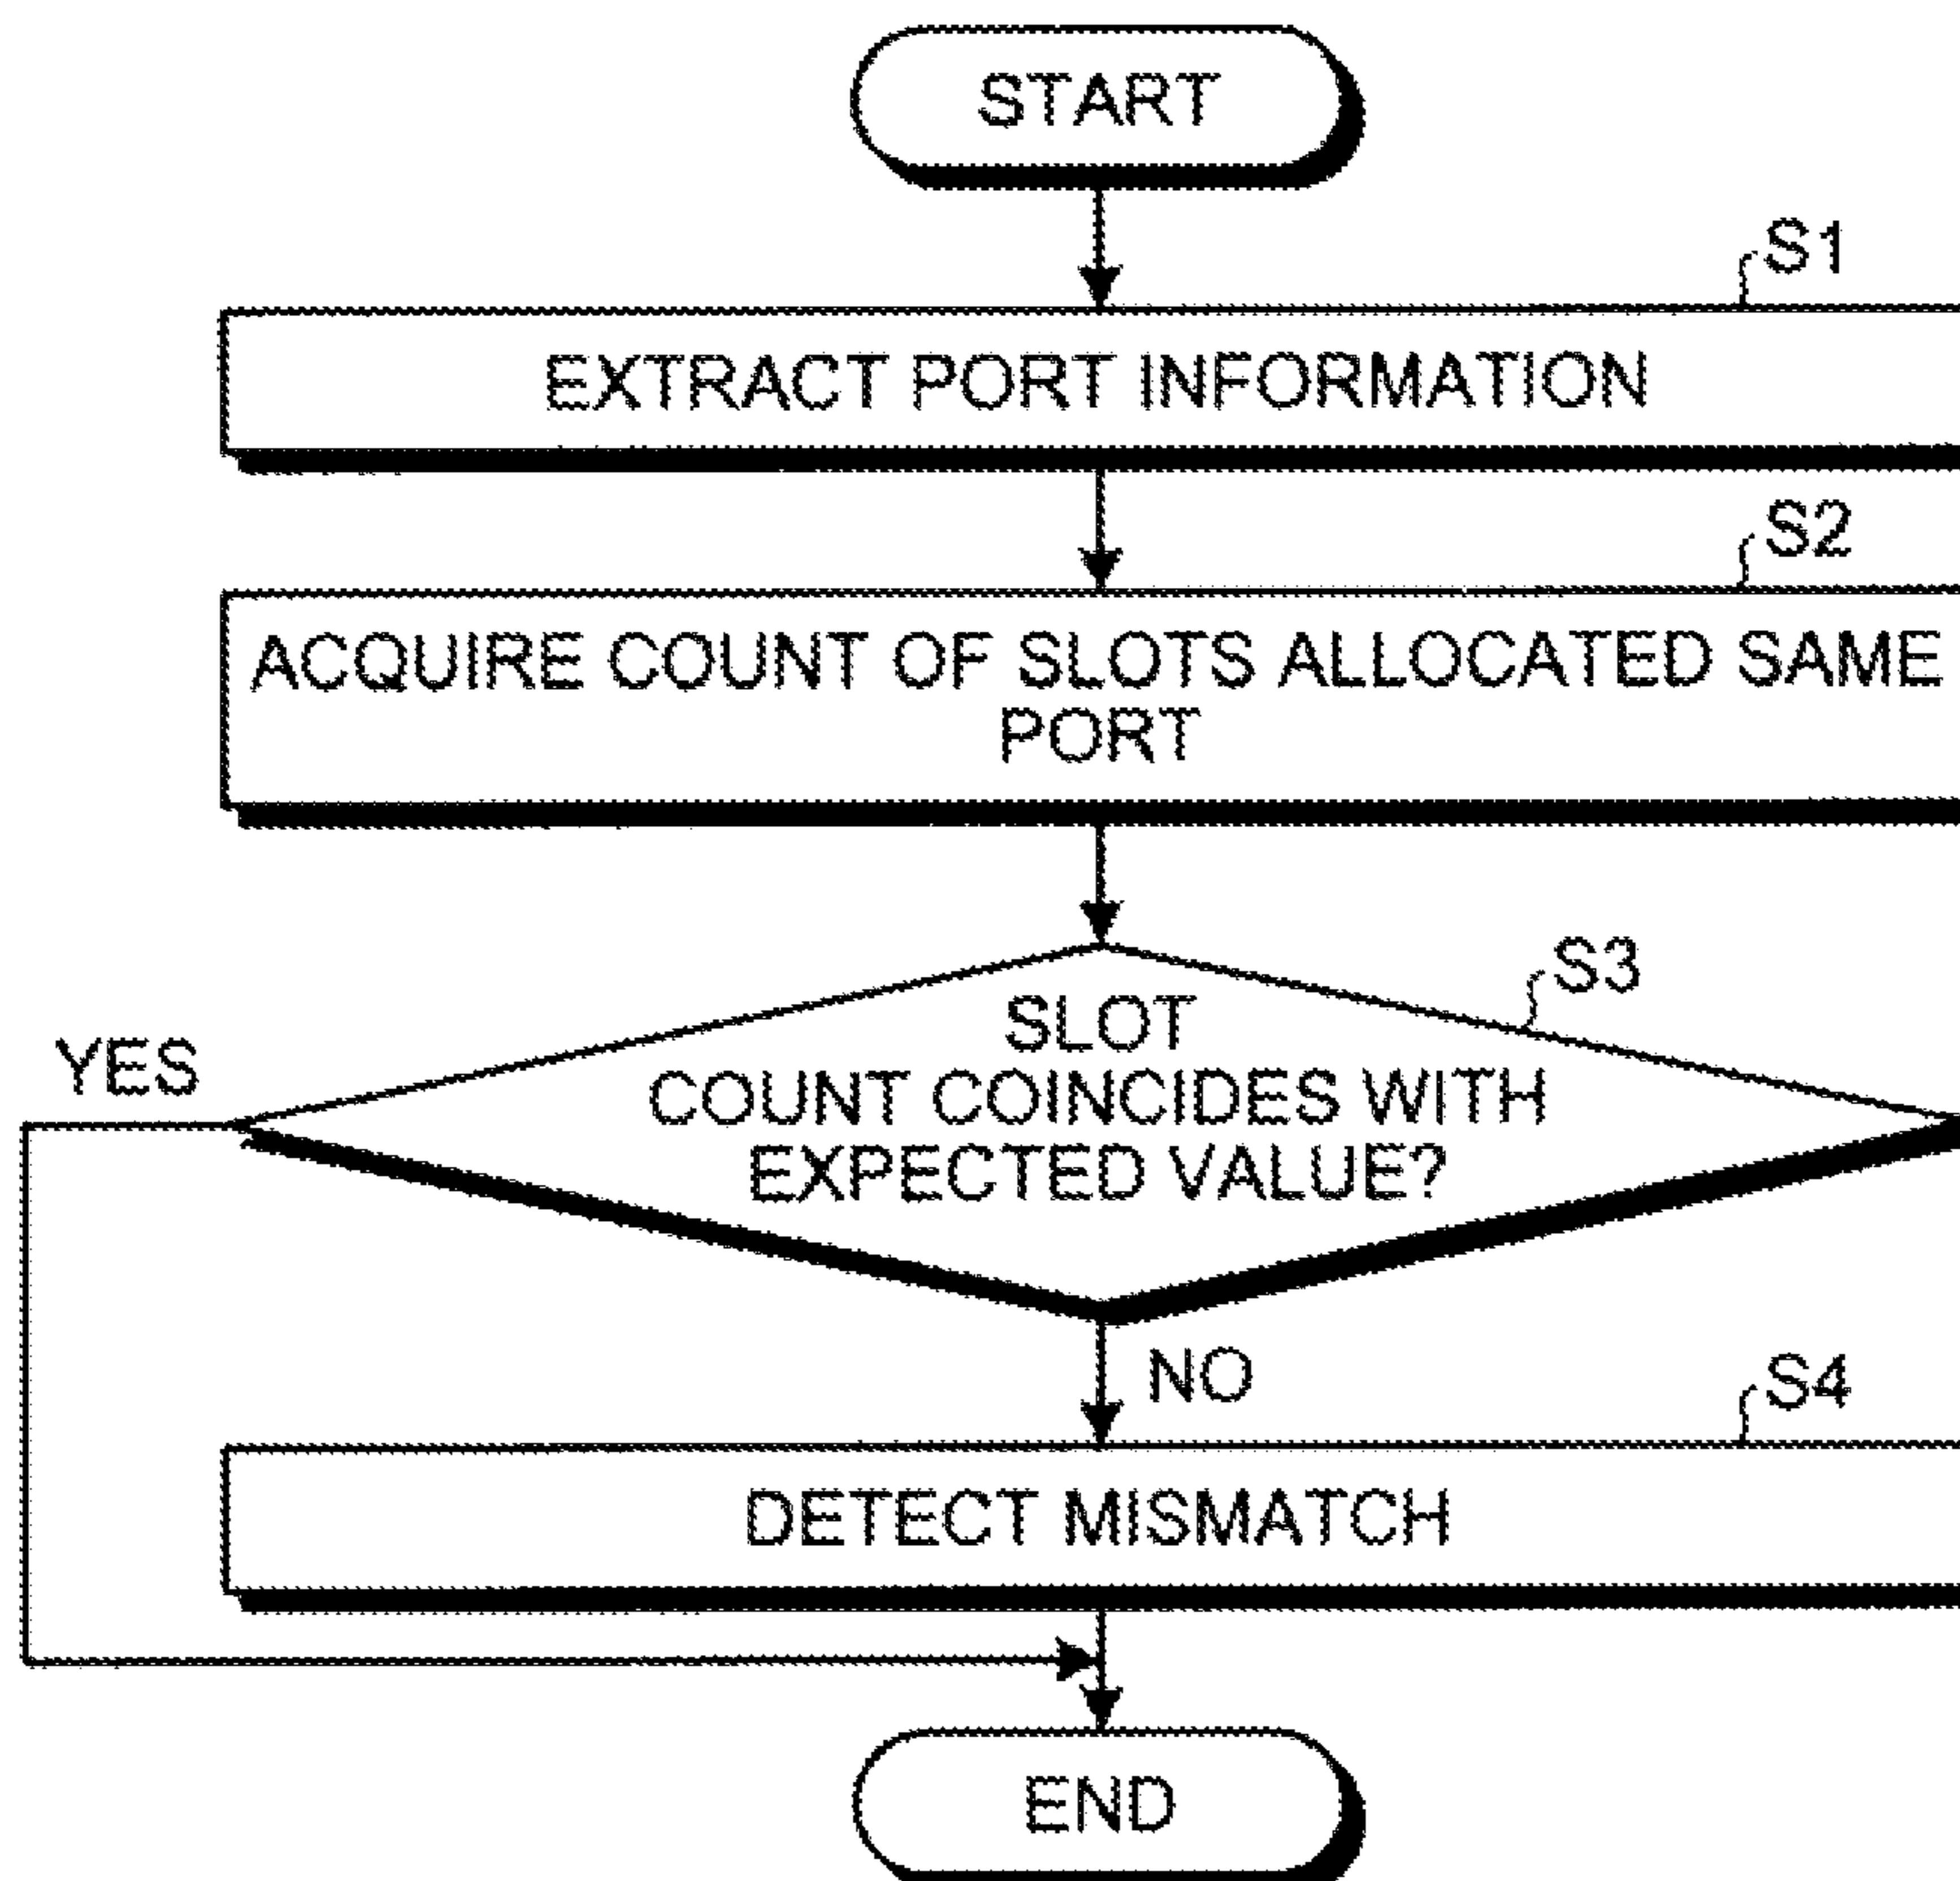 START
S1
EXTRACT PORT INFORMATION
S2
ACQUIRE COUNT OF SLOTS ALLOCATED SAME
PORT
S3
SLOT
YES
COUNT COINCIDES WITH
EXPECTED VALUE?
NO
S4
DETECT MISMATCH
END